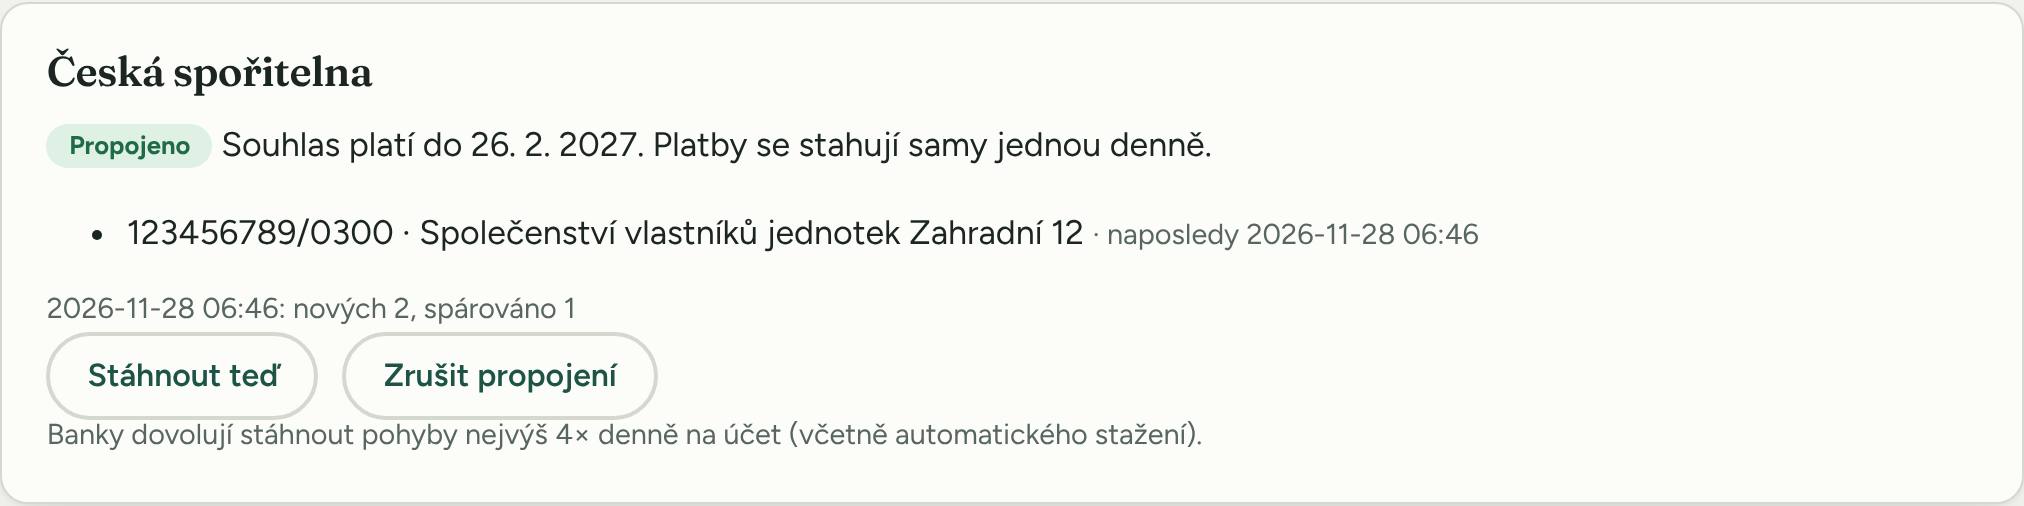 Česká spořitelna
Propojeno Souhlas platí do 26. 2. 2027. Platby se stahují samy jednou denně.
• 123456789/0300 · Společenství vlastníků jednotek Zahradní 12 · naposledy 2026-11-28 06:46
2026-11-28 06:46: nových 2, spárováno 1
Stáhnout teď Zrušit propojení
Banky dovolují stáhnout pohyby nejvýš 4× denně na účet (včetně automatického stažení).